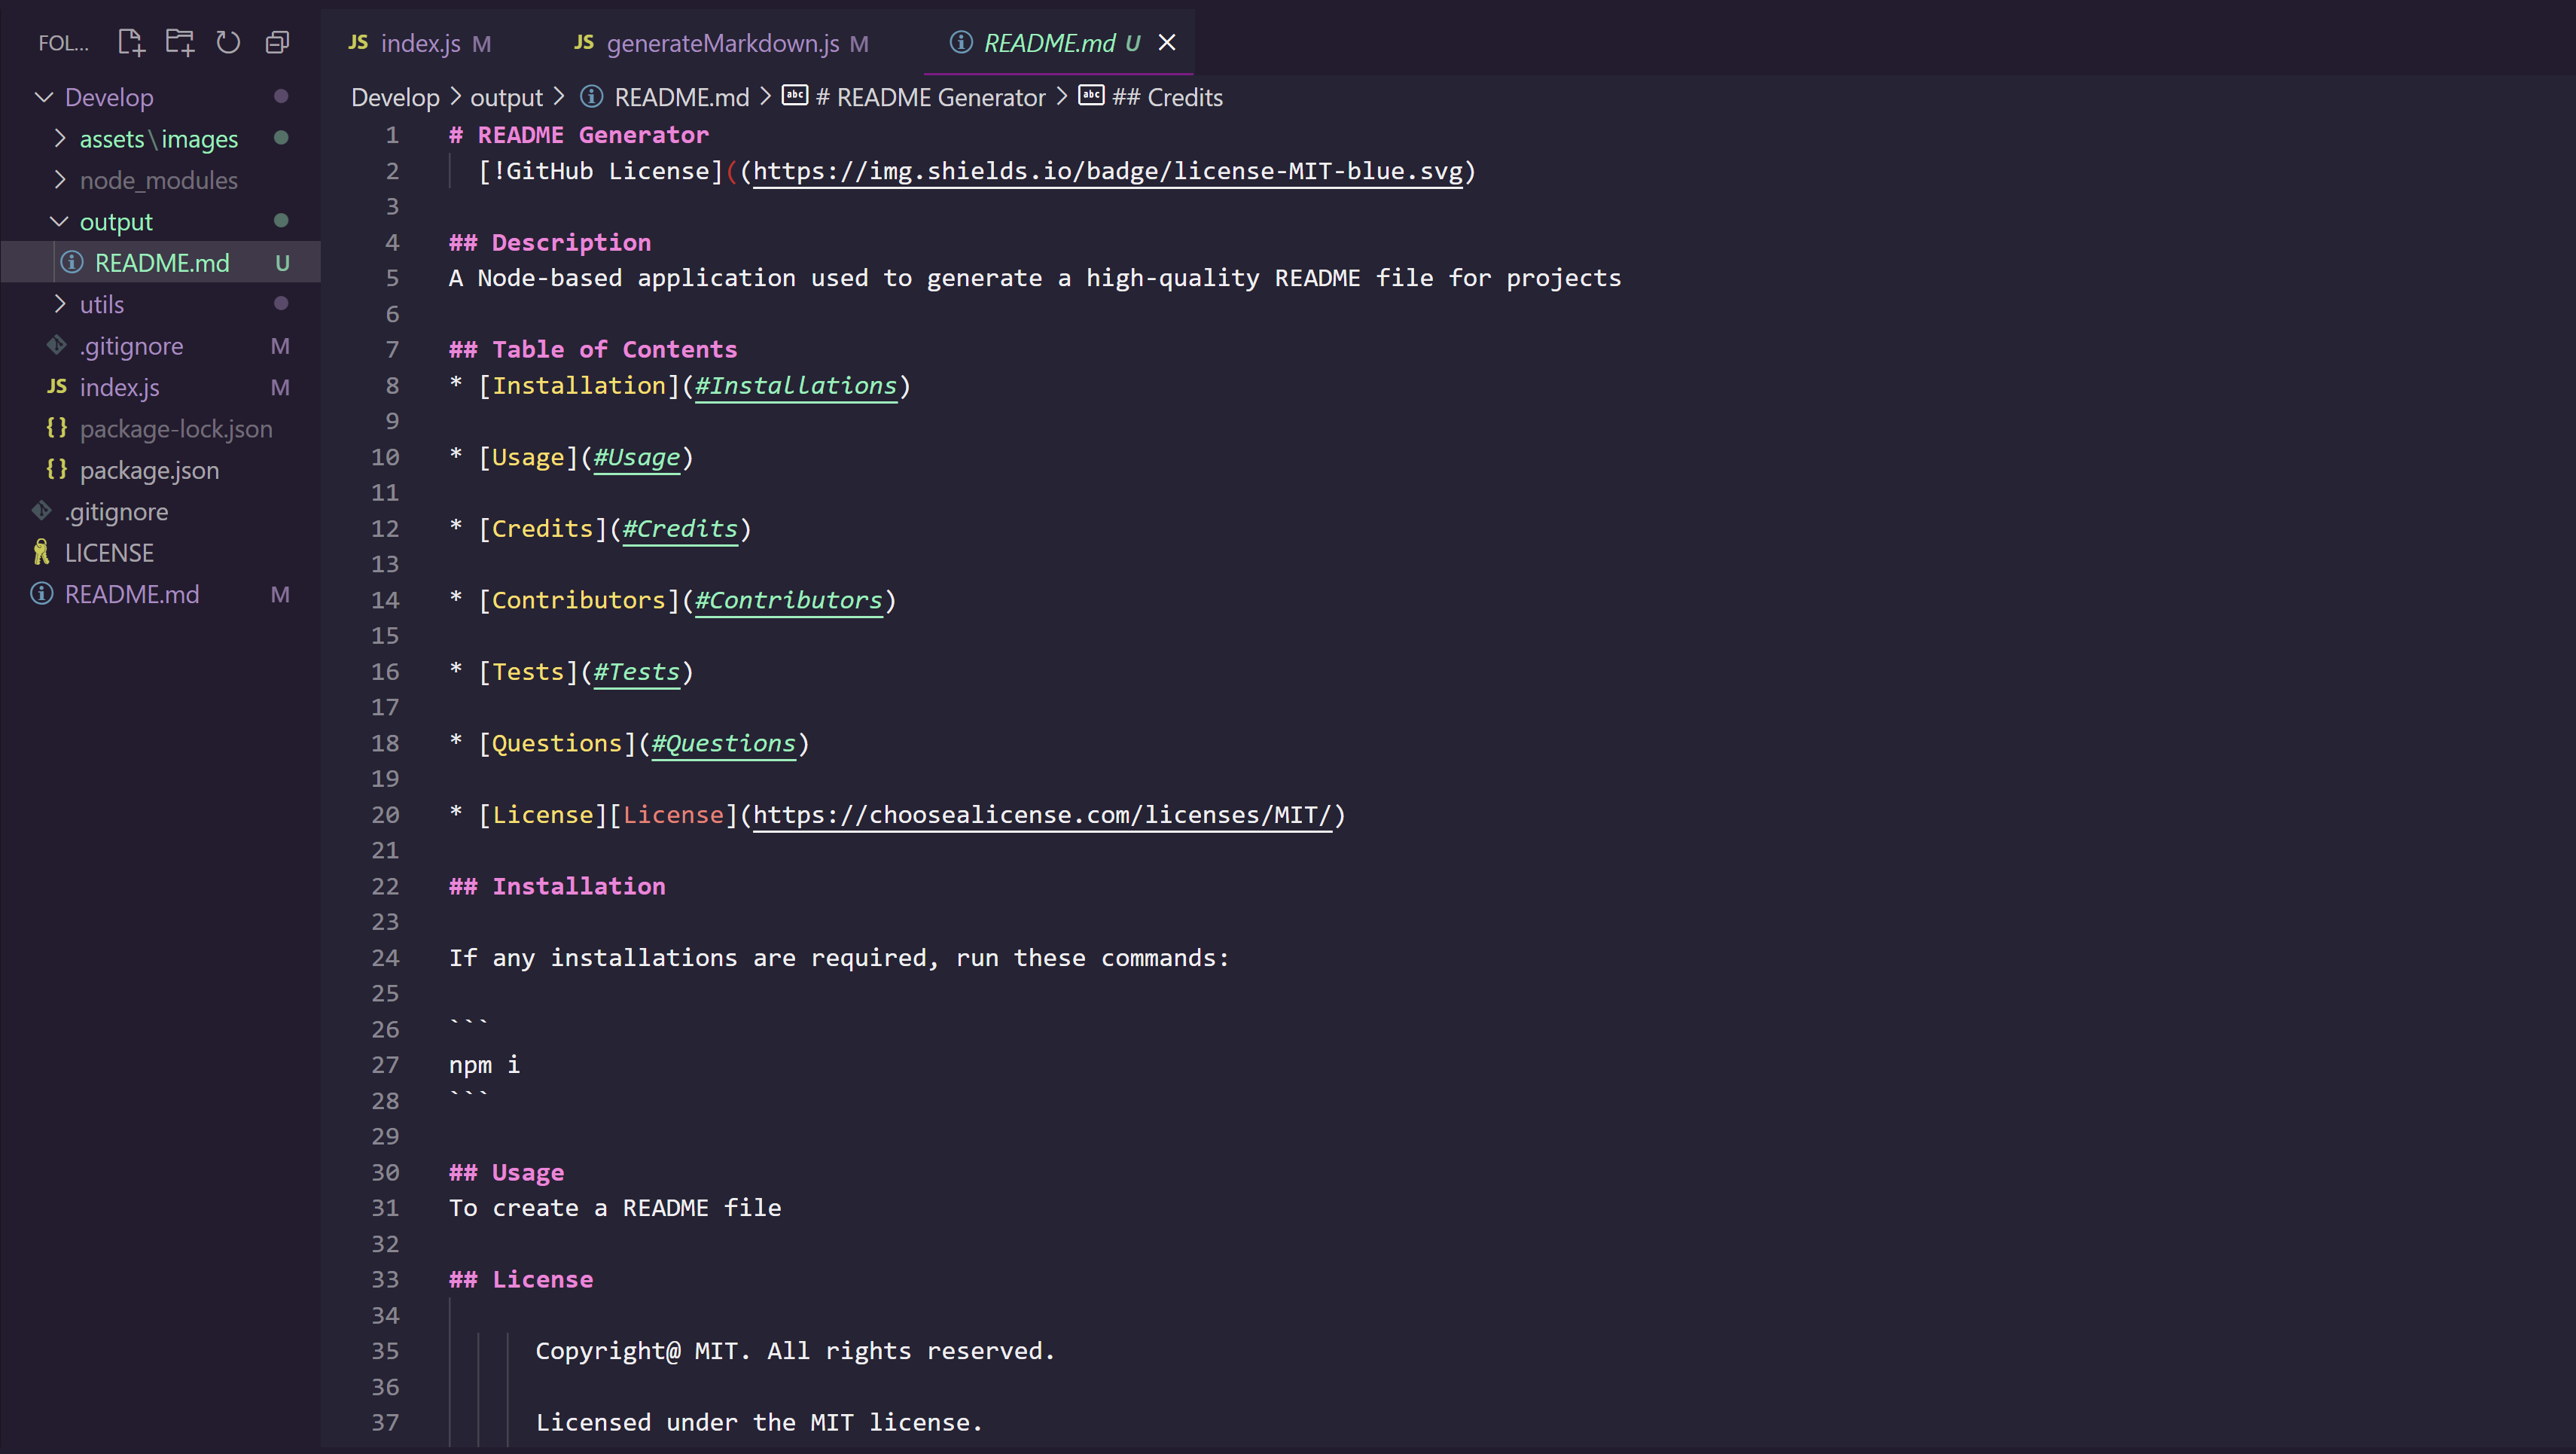 FOL...
Develop
assets\images
node_modules
output
README.md U
utils
.gitignore M
JS index.js M
{} package-lock.json
{} package.json
.gitignore
LICENSE
README.md M
JS index.js M
JS generateMarkdown.js M
README.md U
Develop > output > README.md > abc # README Generator > abc ## Credits
1 # README Generator
2 [!GitHub License]((https://img.shields.io/badge/license-MIT-blue.svg)
3
4 ## Description
5 A Node-based application used to generate a high-quality README file for projects
6
7 ## Table of Contents
8 * [Installation](#Installations)
9
10 * [Usage](#Usage)
11
12 * [Credits](#Credits)
13
14 * [Contributors](#Contributors)
15
16 * [Tests](#Tests)
17
18 * [Questions](#Questions)
19
20 * [License][License](https://choosealicense.com/licenses/MIT/)
21
22 ## Installation
23
24 If any installations are required, run these commands:
25
26 ```
27 npm i
28 ```
29
30 ## Usage
31 To create a README file
32
33 ## License
34
35 Copyright@ MIT. All rights reserved.
36
37 Licensed under the MIT license.